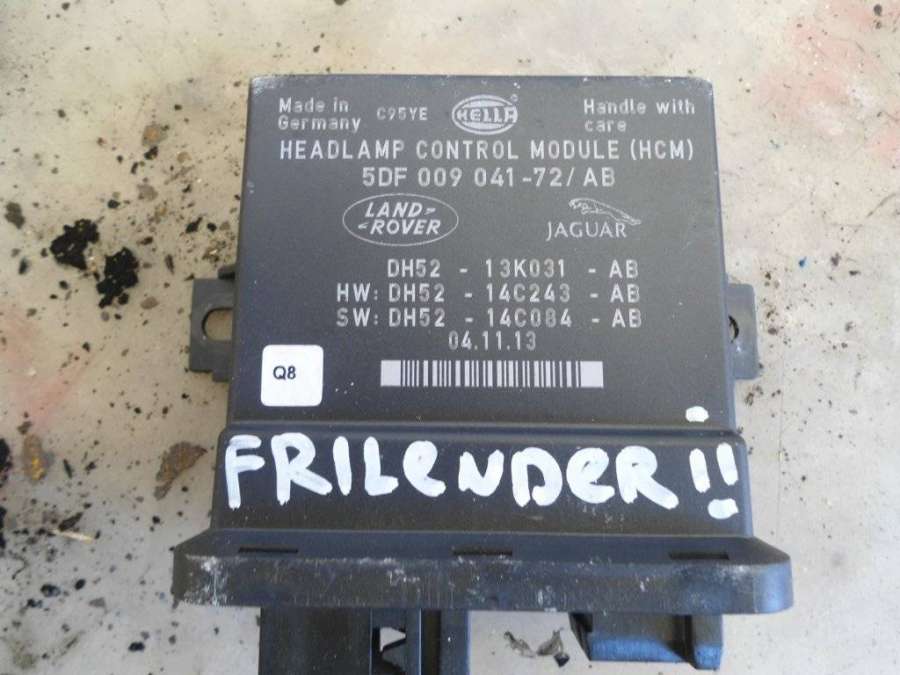 Made in Germany C95YE HELLA® Handle with care
HEADLAMP CONTROL MODULE (HCM)
5DF 009 041-72/AB
LAND ROVER JAGUAR
DH52 - 13K031 - AB
HW: DH52 - 14C243 - AB
SW: DH52 - 14C084 - AB
04.11.13
Q8
FRILENDER!!